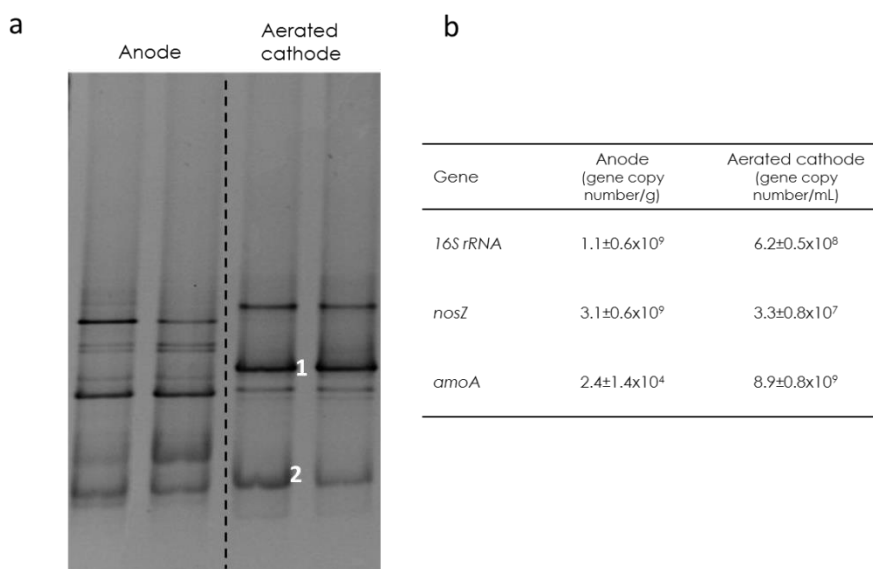 a
Anode
Aerated
cathode
1
2
b
Gene
Anode
(gene copy
number/g)
Aerated cathode
(gene copy
number/mL)
16S rRNA 1.1±0.6x10⁹ 6.2±0.5x10⁸
nosZ 3.1±0.6x10⁹ 3.3±0.8x10⁷
amoA 2.4±1.4x10⁴ 8.9±0.8x10⁹